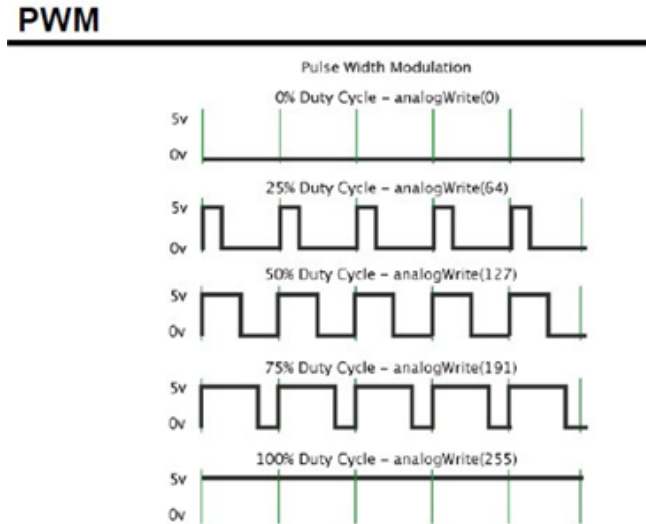 PWM
Pulse Width Modulation
0% Duty Cycle – analogWrite(0)
5v
0v
25% Duty Cycle – analogWrite(64)
5v
0v
50% Duty Cycle – analogWrite(127)
5v
0v
75% Duty Cycle – analogWrite(191)
5v
0v
100% Duty Cycle – analogWrite(255)
5v
0v